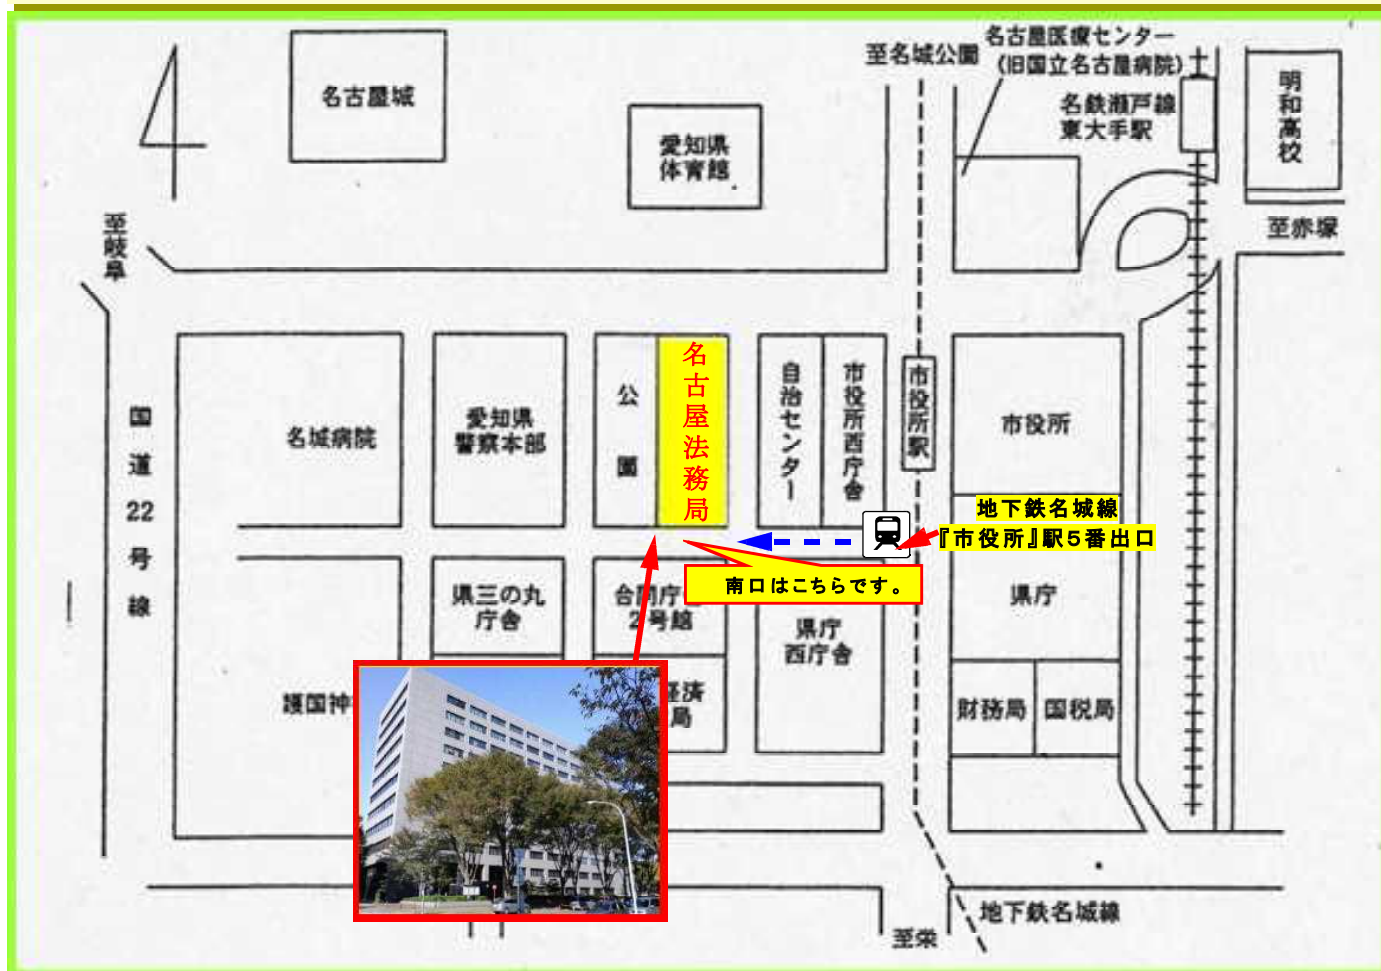 名古屋城
愛知県
体育館
至名城公園
名古屋医療センター
(旧国立名古屋病院)
名鉄瀬戸線
東大手駅
明和高校
至赤塚
至岐阜
国道22号線
名城病院
愛知県
警察本部
公園
名古屋法務局
自治センター
市役所西庁舎
市役所駅
市役所
地下鉄名城線
『市役所』駅5番出口
南口はこちらです。
県三の丸
庁舎
合同庁
2号館
県庁
西庁舎
県庁
護国神
経済
局
財務局
国税局
地下鉄名城線
至栄